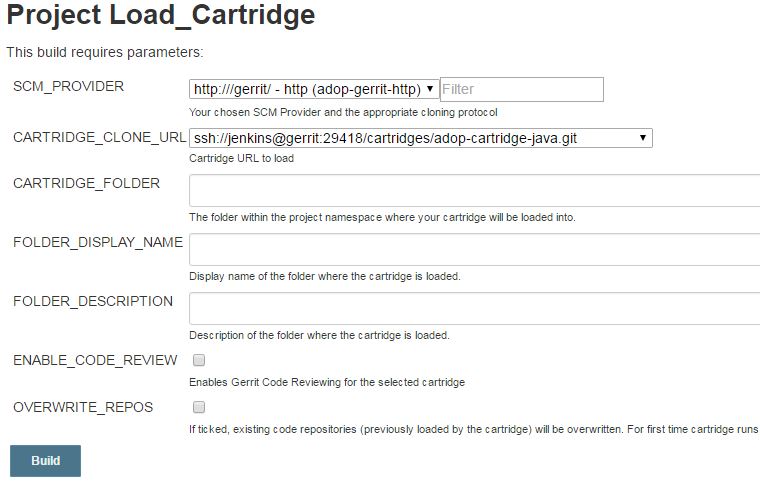 Project Load_Cartridge
This build requires parameters:
SCM_PROVIDER
http:///gerrit/ - http (adop-gerrit-http)
Filter
Your chosen SCM Provider and the appropriate cloning protocol
CARTRIDGE_CLONE_URL
ssh://jenkins@gerrit:29418/cartridges/adop-cartridge-java.git
Cartridge URL to load
CARTRIDGE_FOLDER
The folder within the project namespace where your cartridge will be loaded into.
FOLDER_DISPLAY_NAME
Display name of the folder where the cartridge is loaded.
FOLDER_DESCRIPTION
Description of the folder where the cartridge is loaded.
ENABLE_CODE_REVIEW
Enables Gerrit Code Reviewing for the selected cartridge
OVERWRITE_REPOS
If ticked, existing code repositories (previously loaded by the cartridge) will be overwritten. For first time cartridge runs
Build